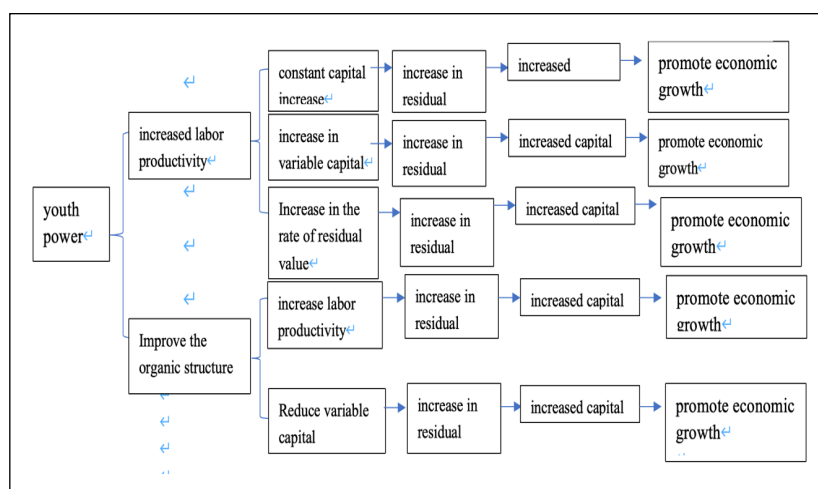 youth
power
increased labor
productivity
Improve the
organic structure
constant capital
increase
increase in
residual
increased
promote economic
growth
increase in
variable capital
increase in
residual
increased capital
promote economic
growth
Increase in the
rate of residual
value
increase in
residual
increased capital
promote economic
growth
increase labor
productivity
increase in
residual
increased capital
promote economic
growth
Reduce variable
capital
increase in
residual
increased capital
promote economic
growth